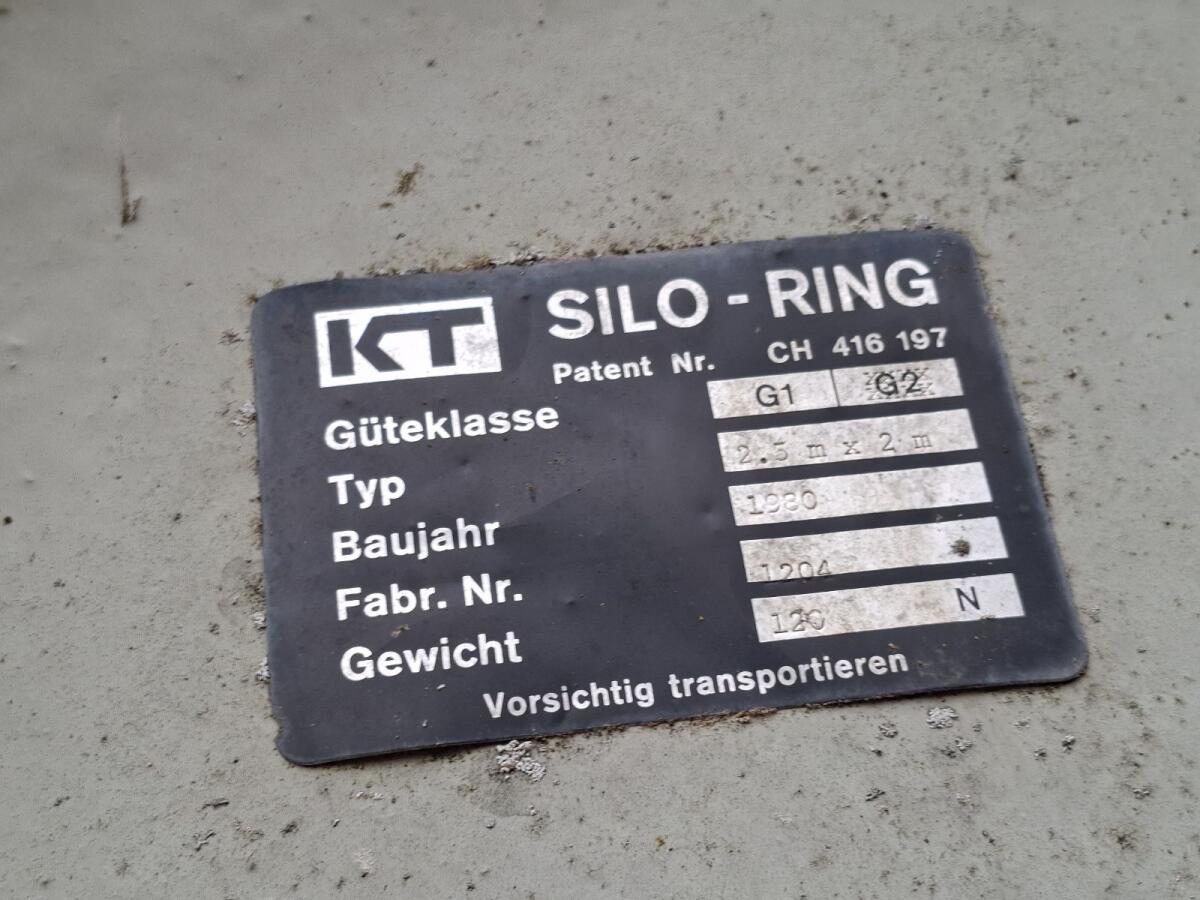 KT SILO - RING
Patent Nr. CH 416 197
Güteklasse G1 G2
Typ 2.5 m x 2 m
Baujahr 1980
Fabr. Nr. 1204
Gewicht 120 N
Vorsichtig transportieren